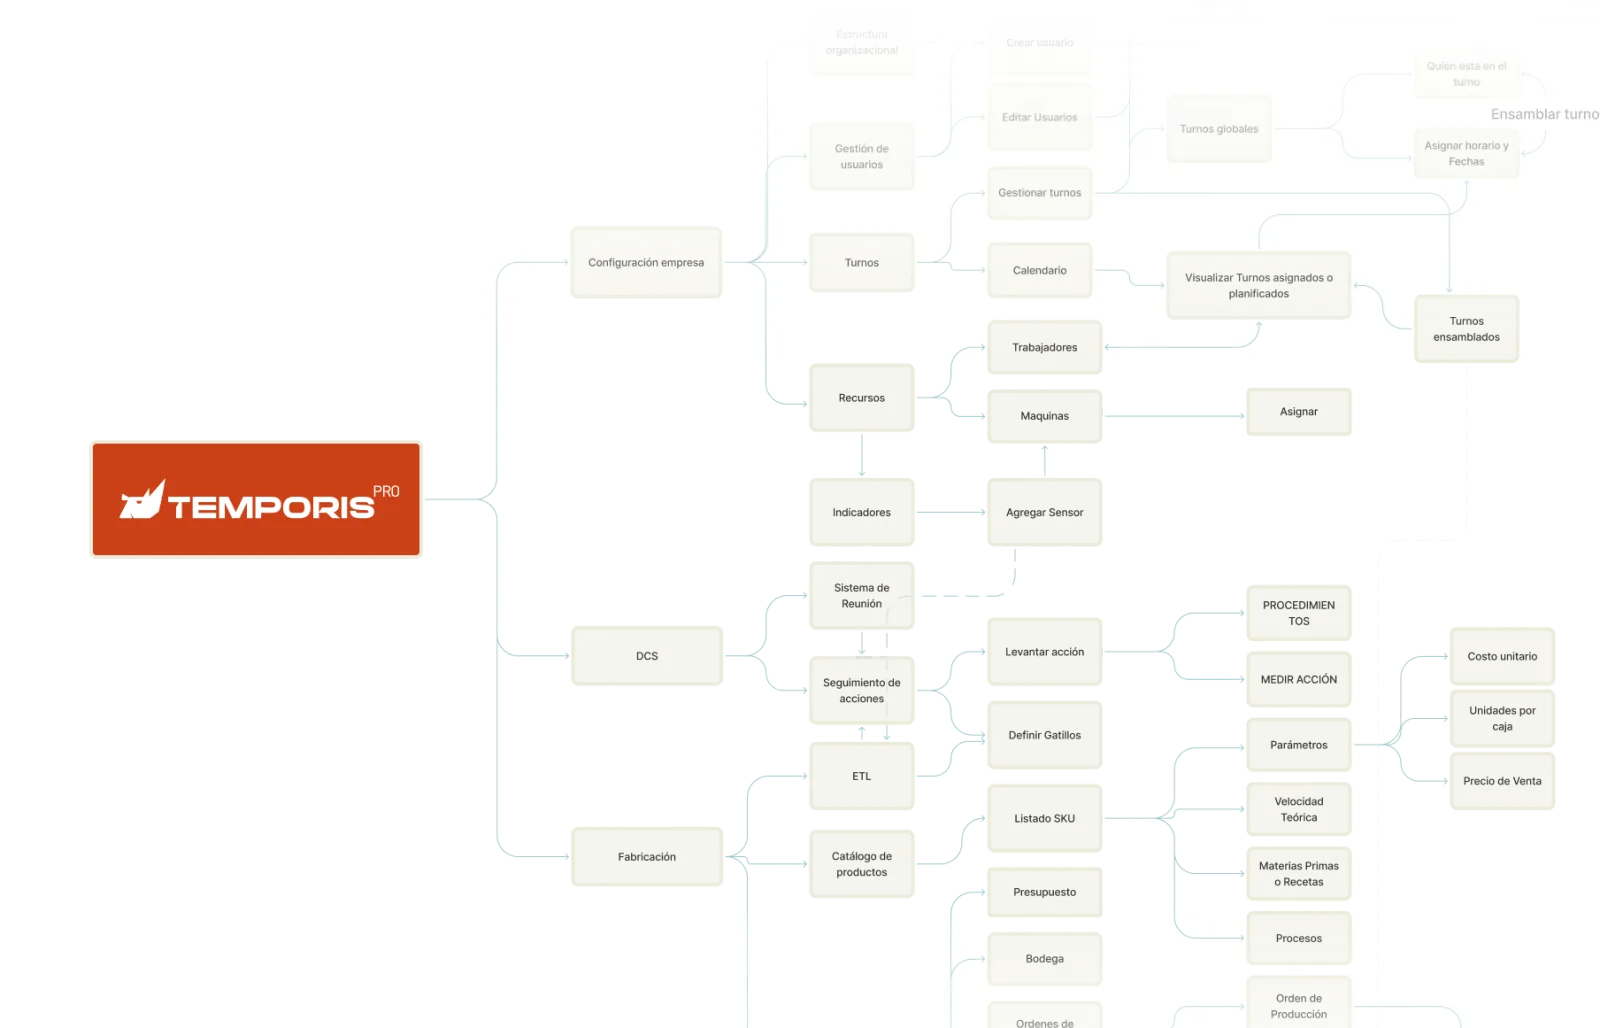 Estructura
organizacional
Crear usuario
Quien esta en el
turno
Ensamblar turno
Editar Usuarios
Turnos globales
Gestión de
usuarios
Asignar horario y
Fechas
Gestionar turnos
Configuración empresa
Turnos
Calendario
Visualizar Turnos asignados o
planificados
Turnos
ensamblados
Trabajadores
Recursos
Maquinas
Asignar
TEMPORIS PRO
Indicadores
Agregar Sensor
Sistema de
Reunión
PROCEDIMIEN
TOS
DCS
Levantar acción
Costo unitario
MEDIR ACCIÓN
Seguimiento de
acciones
Unidades por
caja
Definir Gatillos
Parámetros
ETL
Precio de Venta
Velocidad
Teórica
Listado SKU
Fabricación
Catálogo de
productos
Materias Primas
o Recetas
Presupuesto
Procesos
Bodega
Orden de
Producción
Ordenes de